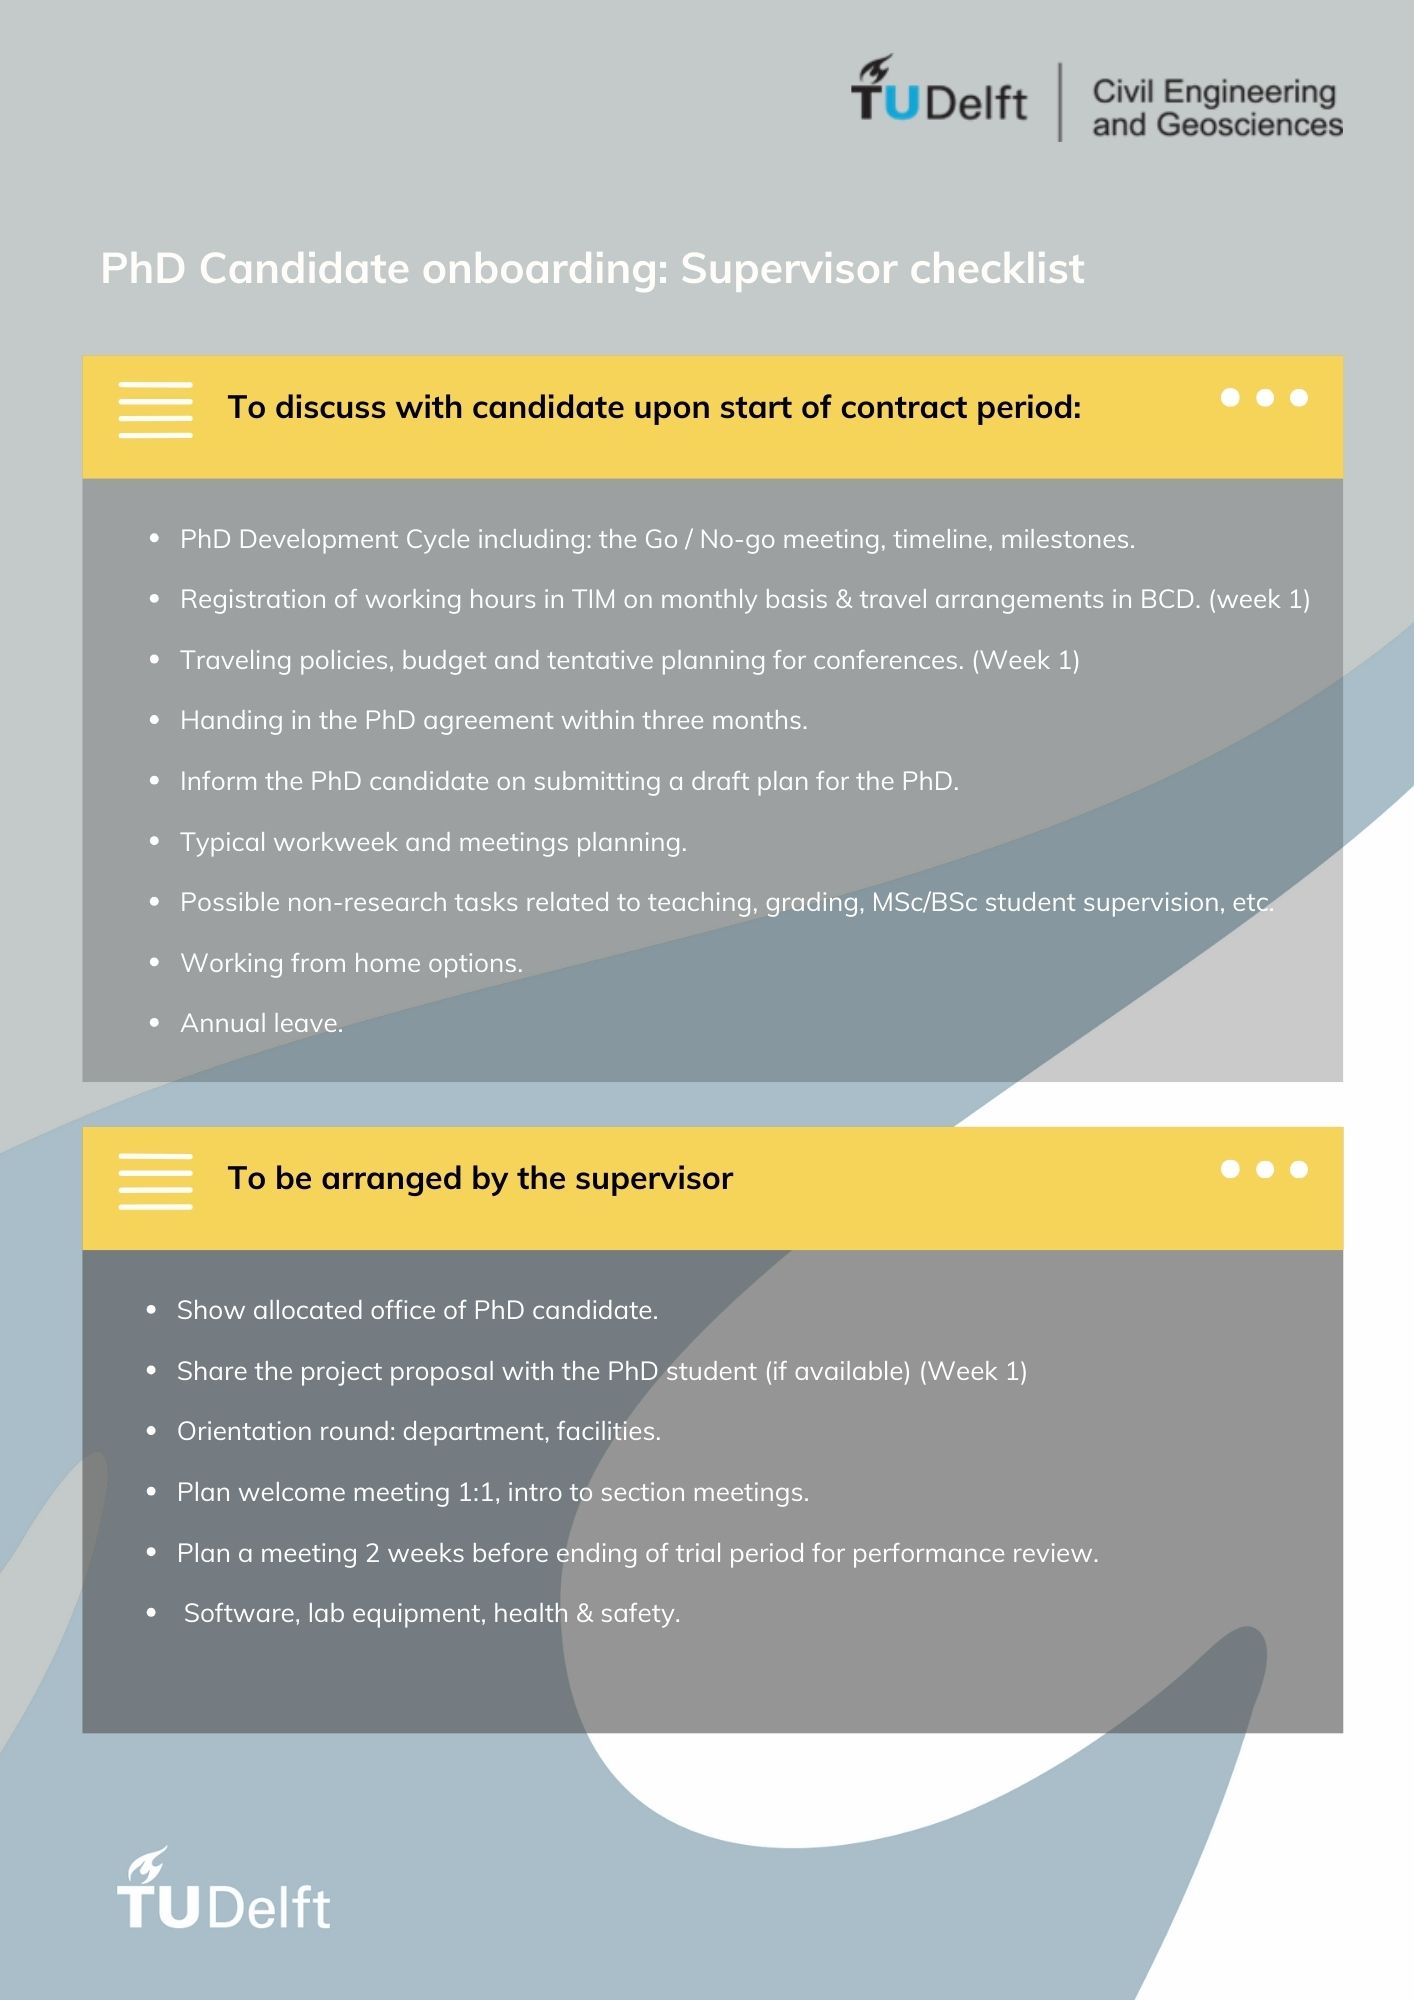 TUDelft
Civil Engineering
and Geosciences
PhD Candidate onboarding: Supervisor checklist
To discuss with candidate upon start of contract period:
• PhD Development Cycle including: the Go / No-go meeting, timeline, milestones.
• Registration of working hours in TIM on monthly basis & travel arrangements in BCD. (week 1)
• Traveling policies, budget and tentative planning for conferences. (Week 1)
• Handing in the PhD agreement within three months.
• Inform the PhD candidate on submitting a draft plan for the PhD.
• Typical workweek and meetings planning.
• Possible non-research tasks related to teaching, grading, MSc/BSc student supervision, etc.
• Working from home options.
• Annual leave.
To be arranged by the supervisor
• Show allocated office of PhD candidate.
• Share the project proposal with the PhD student (if available) (Week 1)
• Orientation round: department, facilities.
• Plan welcome meeting 1:1, intro to section meetings.
• Plan a meeting 2 weeks before ending of trial period for performance review.
• Software, lab equipment, health & safety.
TUDelft